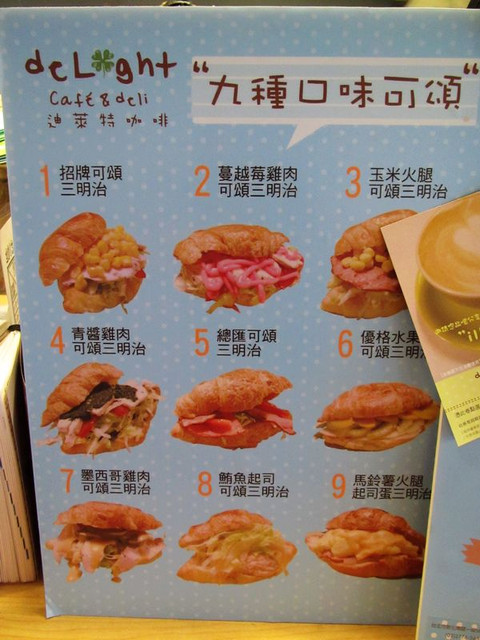 deLight
Café & deli
迪萊特咖啡
“九種口味可頌”
1 招牌可頌
三明治
2 蔓越莓雞肉
可頌三明治
3 玉米火腿
可頌三明治
4 青醬雞肉
可頌三明治
5 總匯可頌
三明治
6 優格水果
可頌三明
7 墨西哥雞肉
可頌三明治
8 鮪魚起司
可頌三明治
9 馬鈴薯火腿
起司蛋三明治